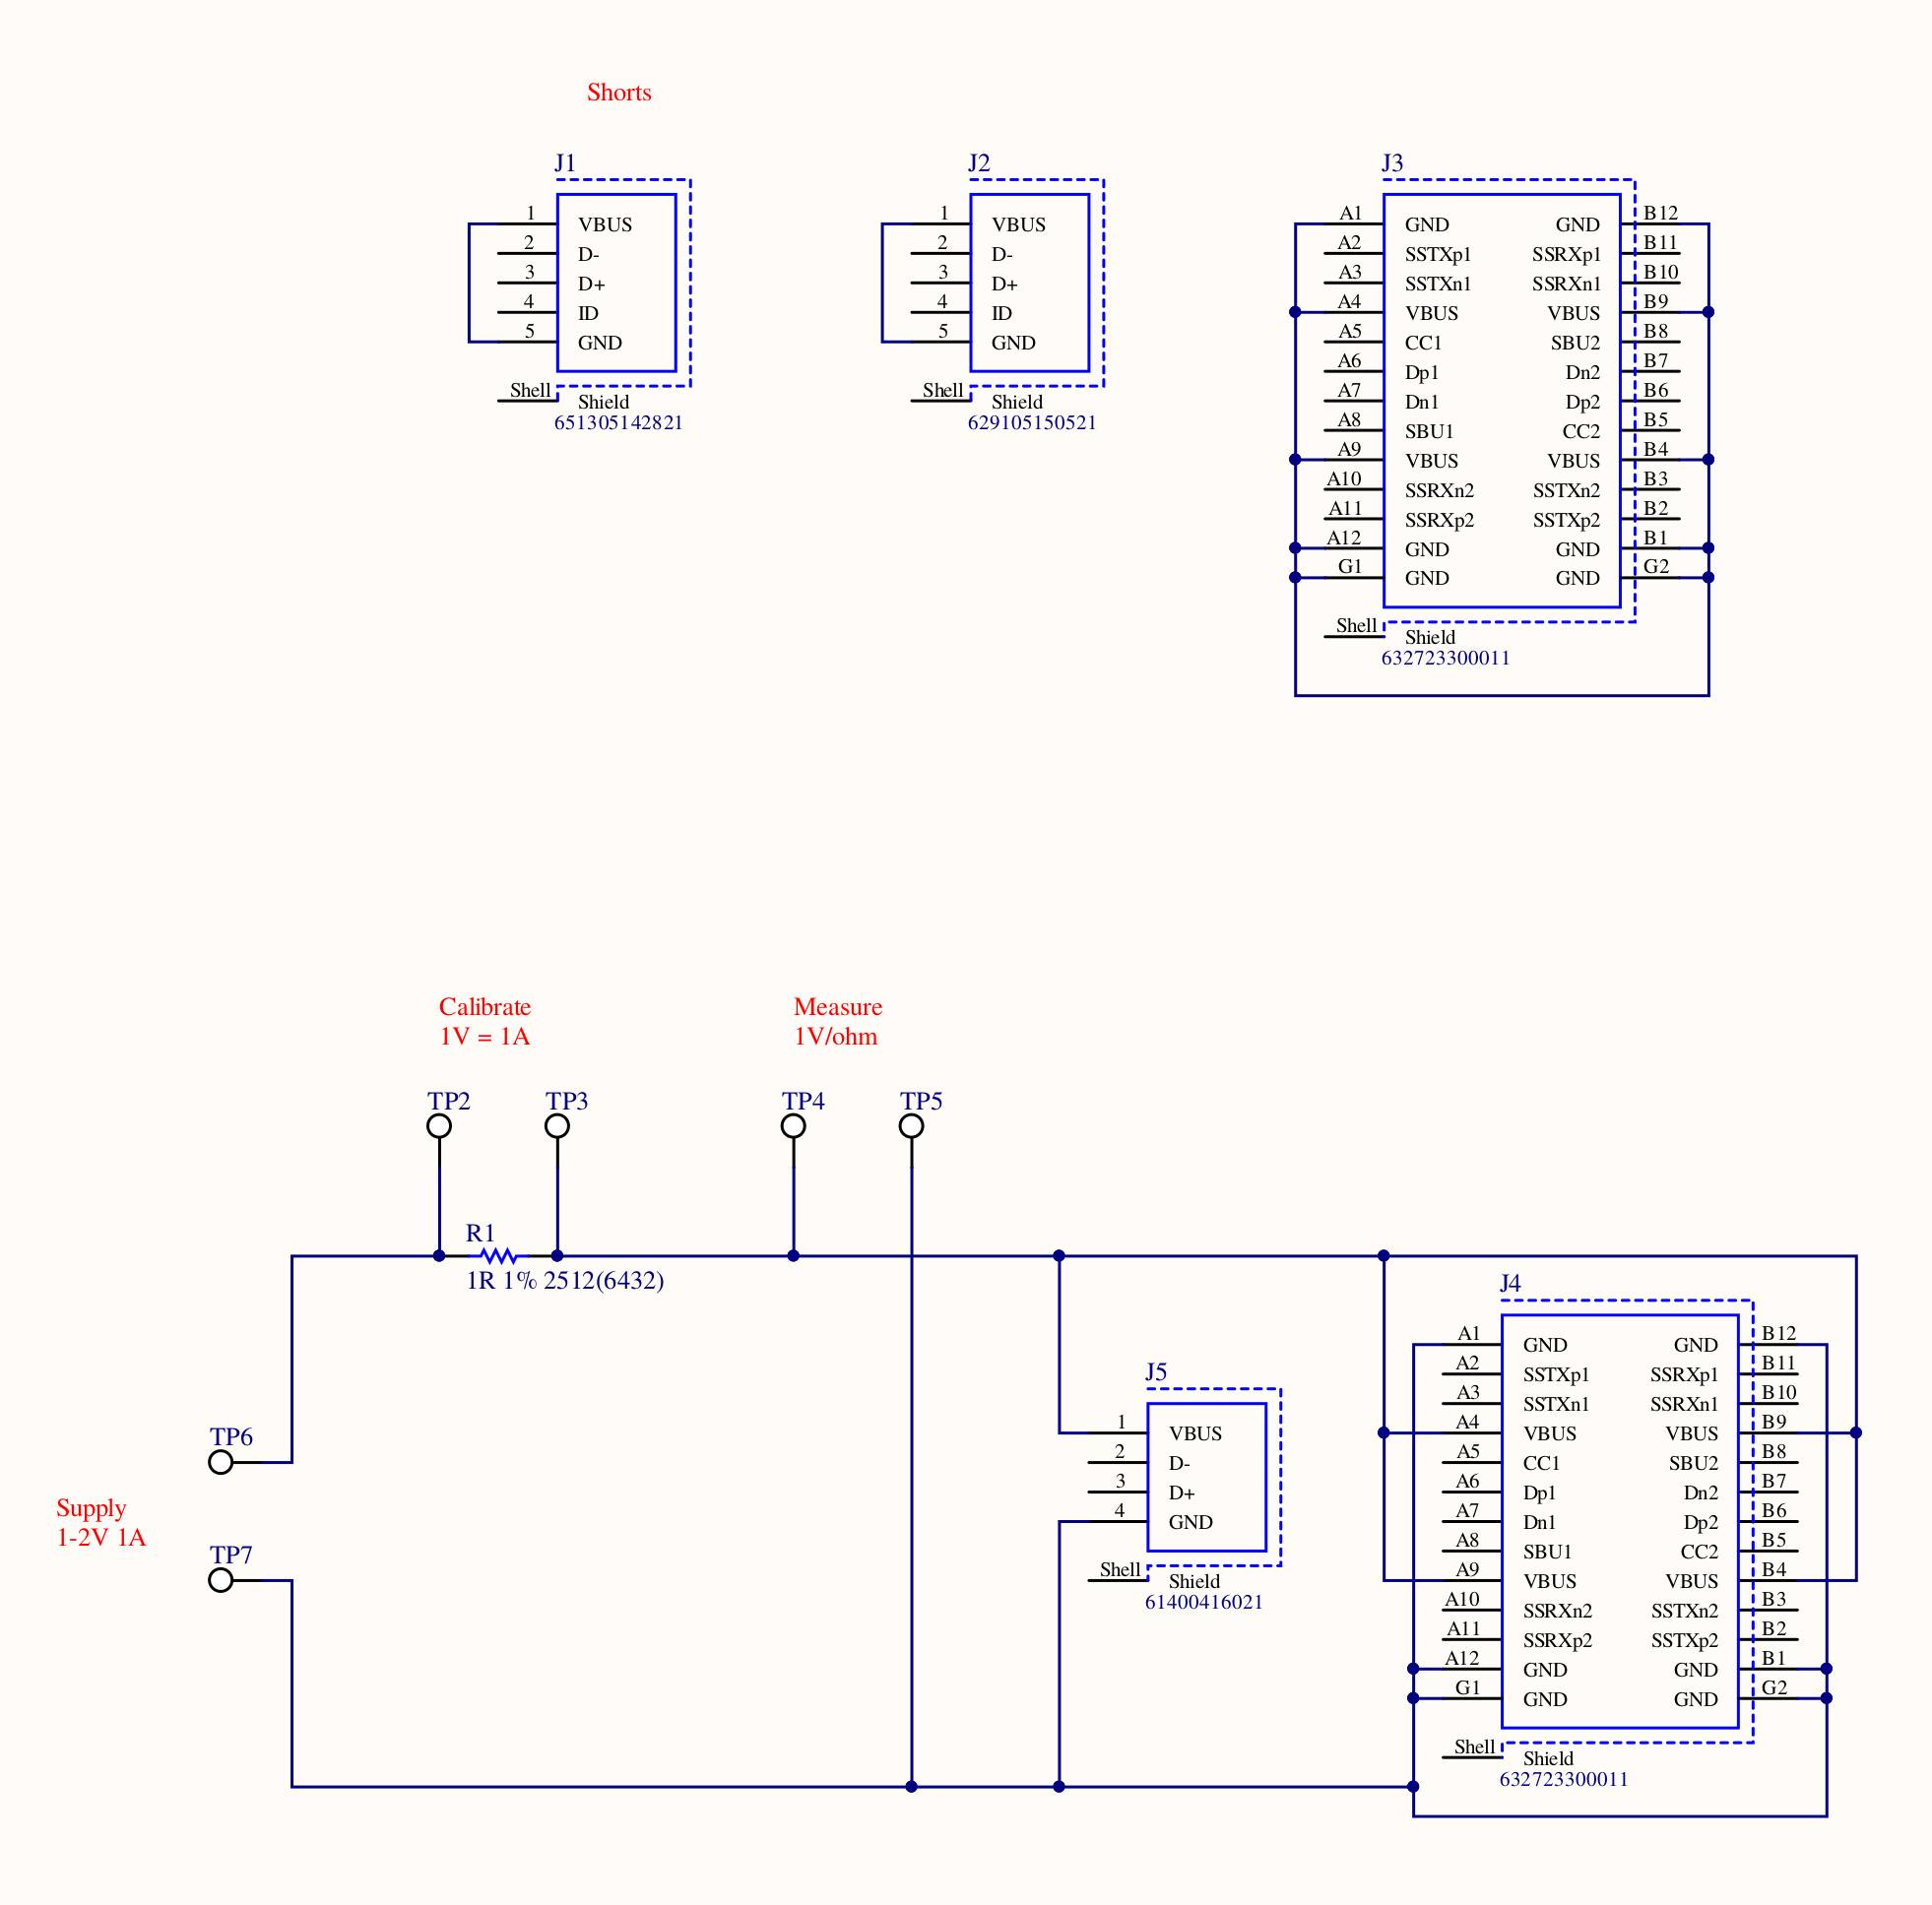 Shorts
J1
1 VBUS
2 D-
3 D+
4 ID
5 GND
Shell Shield
651305142821
J2
1 VBUS
2 D-
3 D+
4 ID
5 GND
Shell Shield
629105150521
J3
A1 GND GND B12
A2 SSTXp1 SSRXp1 B11
A3 SSTXn1 SSRXn1 B10
A4 VBUS VBUS B9
A5 CC1 SBU2 B8
A6 Dp1 Dn2 B7
A7 Dn1 Dp2 B6
A8 SBU1 CC2 B5
A9 VBUS VBUS B4
A10 SSRXn2 SSTXn2 B3
A11 SSRXp2 SSTXp2 B2
A12 GND GND B1
G1 GND GND G2
Shell Shield
632723300011
Calibrate
1V = 1A
Measure
1V/ohm
TP2
TP3
TP4
TP5
R1
1R 1% 2512(6432)
TP6
Supply
1-2V 1A
TP7
J5
1 VBUS
2 D-
3 D+
4 GND
Shell Shield
61400416021
J4
A1 GND GND B12
A2 SSTXp1 SSRXp1 B11
A3 SSTXn1 SSRXn1 B10
A4 VBUS VBUS B9
A5 CC1 SBU2 B8
A6 Dp1 Dn2 B7
A7 Dn1 Dp2 B6
A8 SBU1 CC2 B5
A9 VBUS VBUS B4
A10 SSRXn2 SSTXn2 B3
A11 SSRXp2 SSTXp2 B2
A12 GND GND B1
G1 GND GND G2
Shell Shield
632723300011